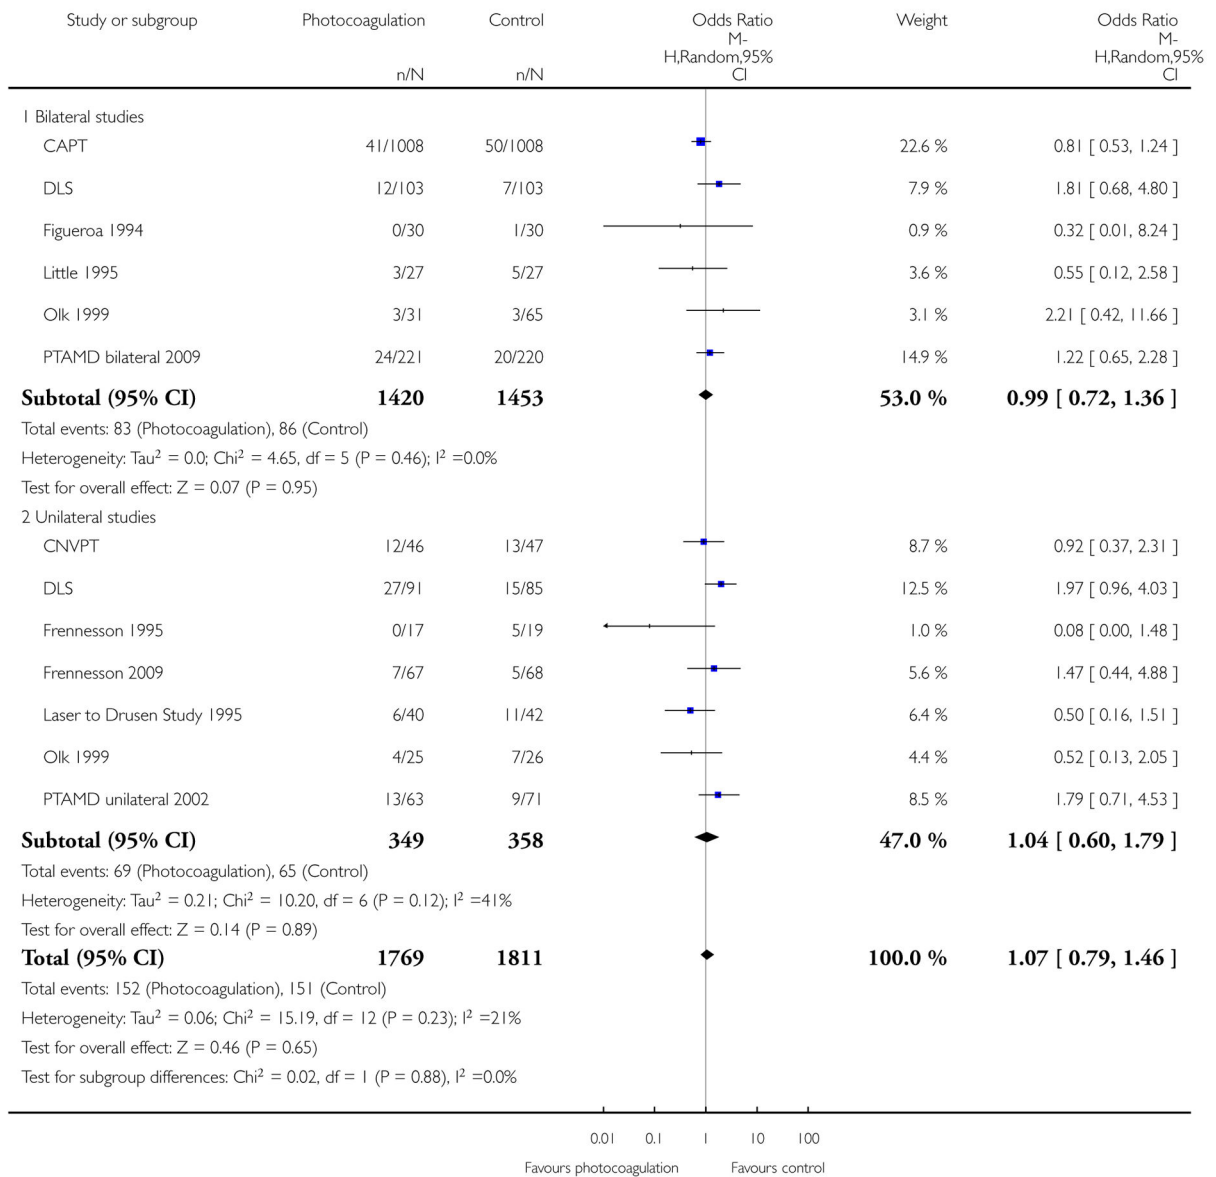 Study or subgroup Photocoagulation Control Odds Ratio Weight Odds Ratio
M- M-
H,Random,95% H,Random,95%
n/N n/N CI CI
1 Bilateral studies
CAPT 41/1008 50/1008 22.6 % 0.81 [ 0.53, 1.24 ]
DLS 12/103 7/103 7.9 % 1.81 [ 0.68, 4.80 ]
Figueroa 1994 0/30 1/30 0.9 % 0.32 [ 0.01, 8.24 ]
Little 1995 3/27 5/27 3.6 % 0.55 [ 0.12, 2.58 ]
Olk 1999 3/31 3/65 3.1 % 2.21 [ 0.42, 11.66 ]
PTAMD bilateral 2009 24/221 20/220 14.9 % 1.22 [ 0.65, 2.28 ]
Subtotal (95% CI) 1420 1453 53.0 % 0.99 [ 0.72, 1.36 ]
Total events: 83 (Photocoagulation), 86 (Control)
Heterogeneity: Tau² = 0.0; Chi² = 4.65, df = 5 (P = 0.46); I² =0.0%
Test for overall effect: Z = 0.07 (P = 0.95)
2 Unilateral studies
CNVPT 12/46 13/47 8.7 % 0.92 [ 0.37, 2.31 ]
DLS 27/91 15/85 12.5 % 1.97 [ 0.96, 4.03 ]
Frennesson 1995 0/17 5/19 1.0 % 0.08 [ 0.00, 1.48 ]
Frennesson 2009 7/67 5/68 5.6 % 1.47 [ 0.44, 4.88 ]
Laser to Drusen Study 1995 6/40 11/42 6.4 % 0.50 [ 0.16, 1.51 ]
Olk 1999 4/25 7/26 4.4 % 0.52 [ 0.13, 2.05 ]
PTAMD unilateral 2002 13/63 9/71 8.5 % 1.79 [ 0.71, 4.53 ]
Subtotal (95% CI) 349 358 47.0 % 1.04 [ 0.60, 1.79 ]
Total events: 69 (Photocoagulation), 65 (Control)
Heterogeneity: Tau² = 0.21; Chi² = 10.20, df = 6 (P = 0.12); I² =41%
Test for overall effect: Z = 0.14 (P = 0.89)
Total (95% CI) 1769 1811 100.0 % 1.07 [ 0.79, 1.46 ]
Total events: 152 (Photocoagulation), 151 (Control)
Heterogeneity: Tau² = 0.06; Chi² = 15.19, df = 12 (P = 0.23); I² =21%
Test for overall effect: Z = 0.46 (P = 0.65)
Test for subgroup differences: Chi² = 0.02, df = 1 (P = 0.88), I² =0.0%
0.01 0.1 1 10 100
Favours photocoagulation Favours control